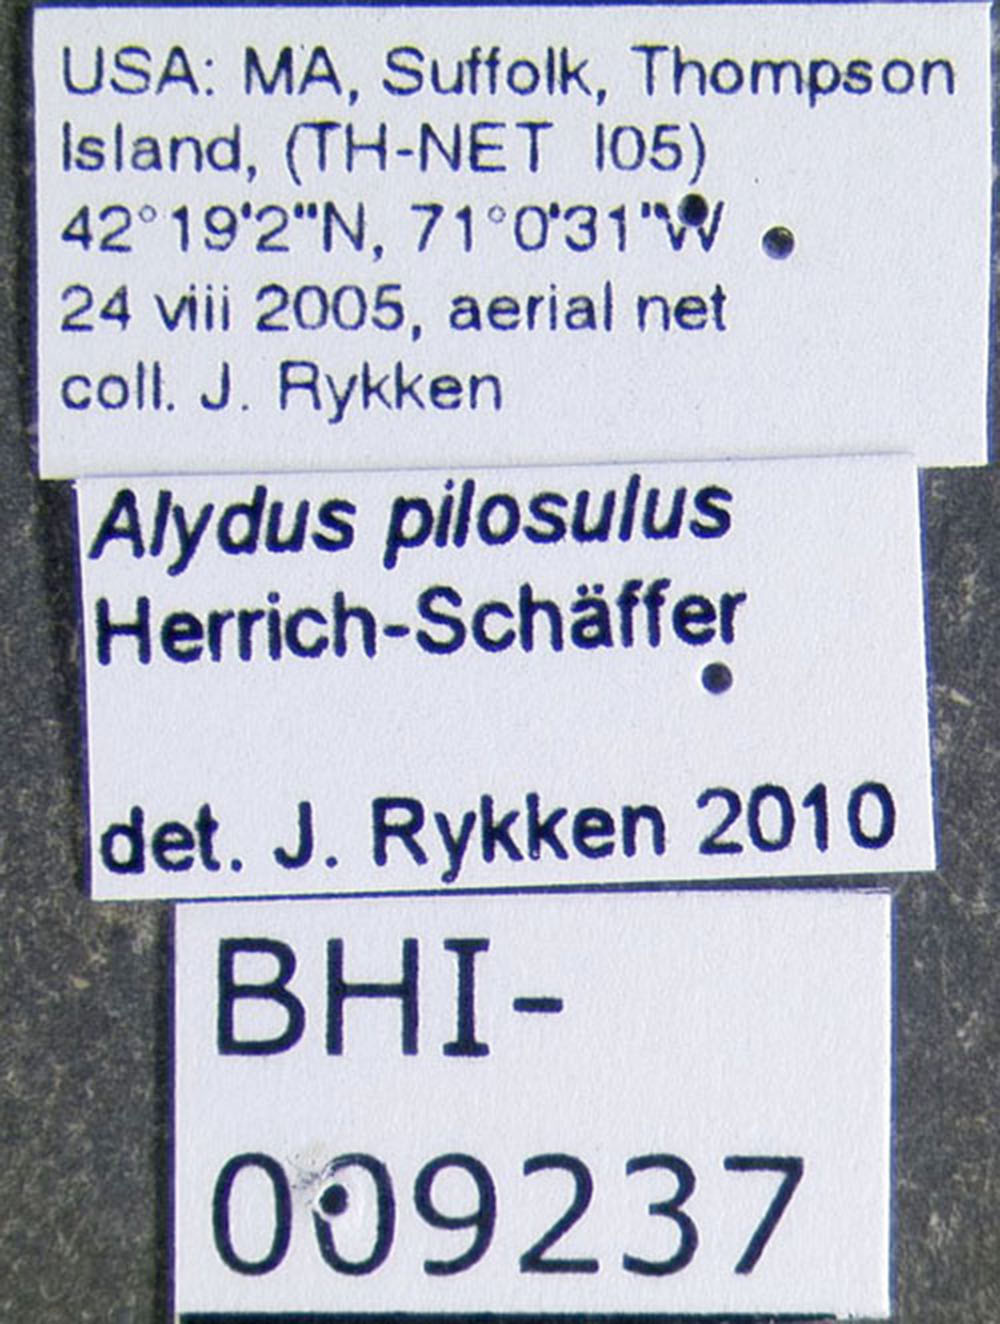 USA: MA, Suffolk, Thompson
Island, (TH-NET I05)
42°19'2"N, 71°0'31"W
24 viii 2005, aerial net
coll. J. Rykken
Alydus pilosulus
Herrich-Schäffer
det. J. Rykken 2010
BHI-
009237